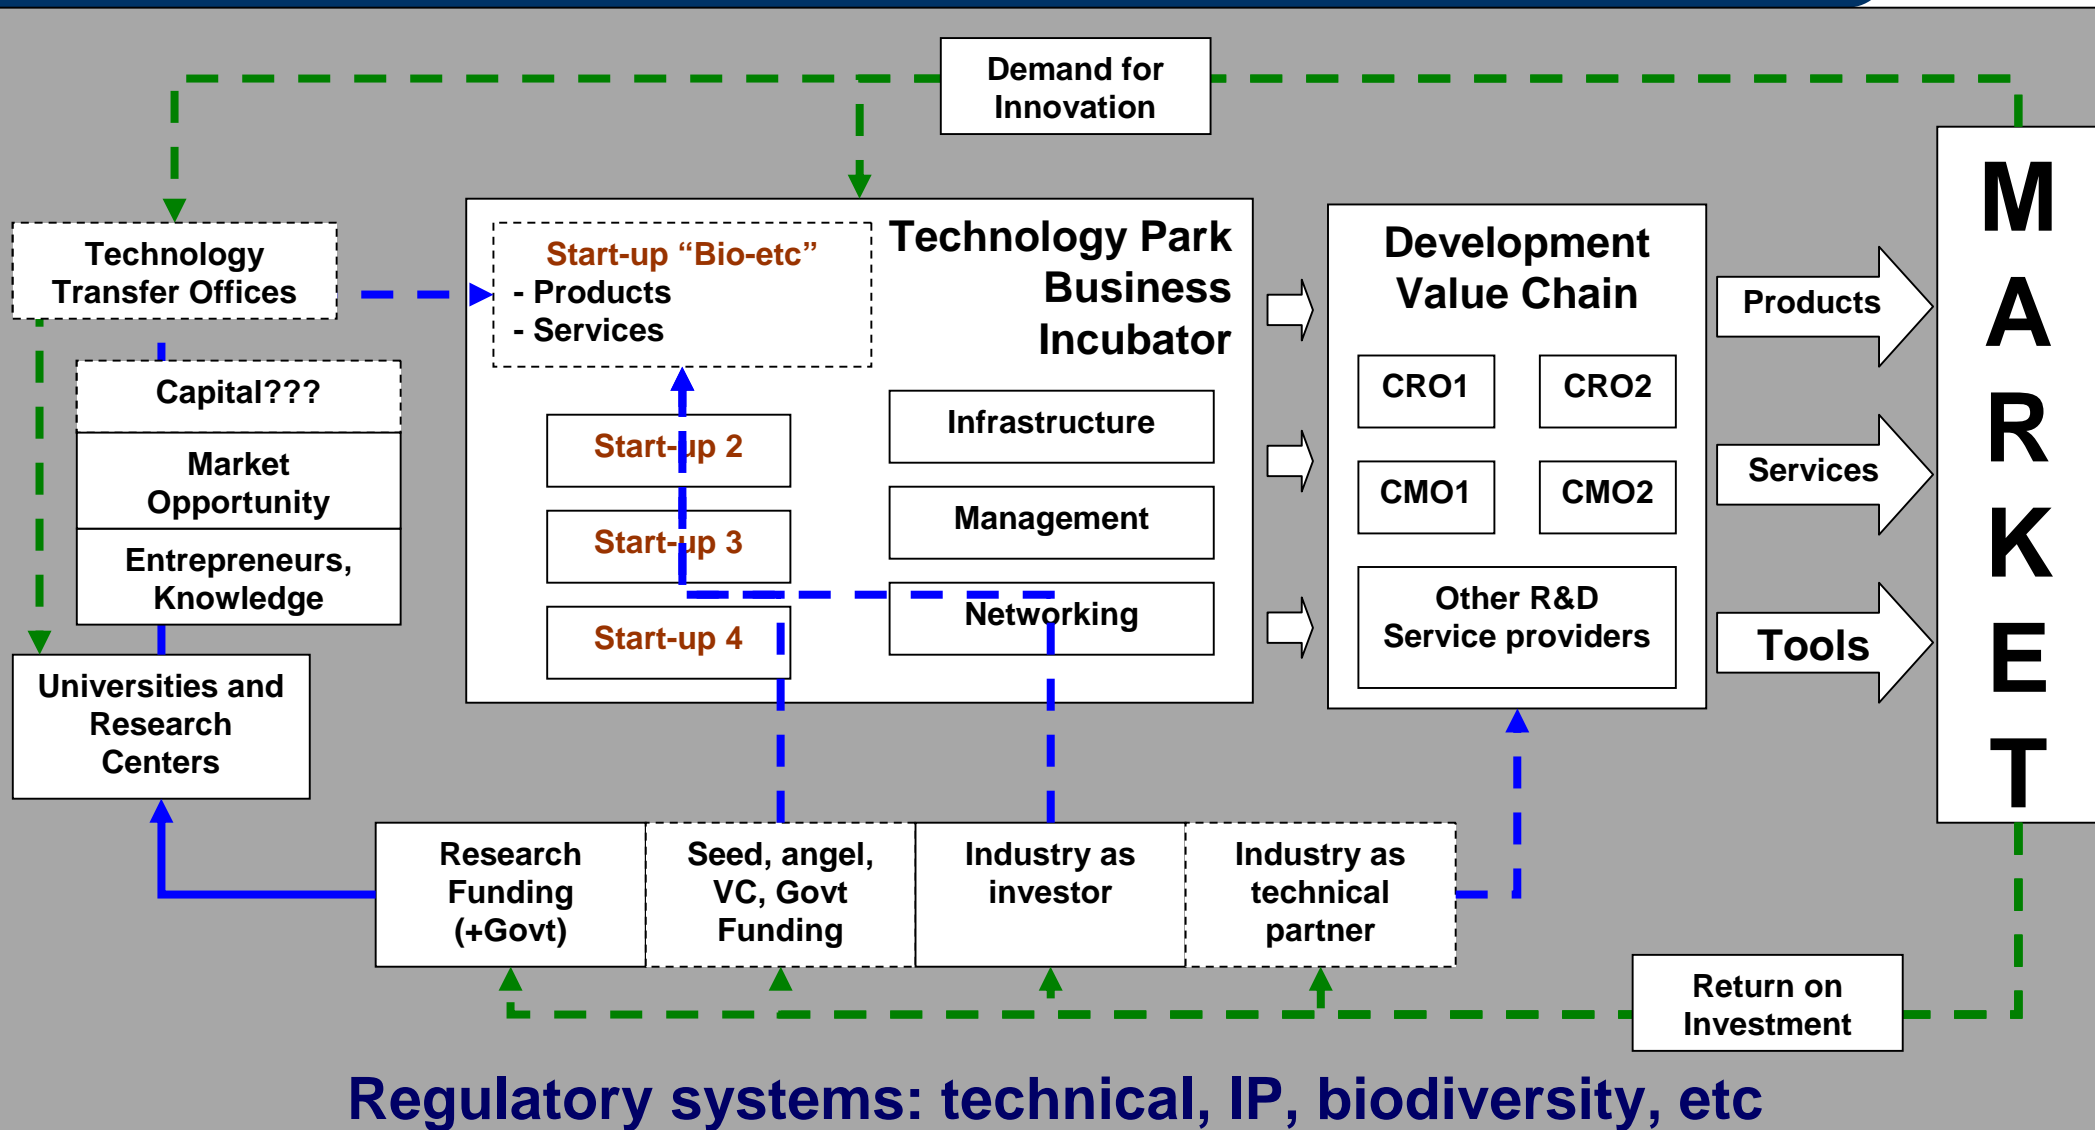 Demand for
Innovation
Technology
Transfer Offices
Capital???
Market
Opportunity
Entrepreneurs,
Knowledge
Universities and
Research
Centers
Start-up “Bio-etc”
- Products
- Services
Start-up 2
Start-up 3
Start-up 4
Technology Park
Business
Incubator
Infrastructure
Management
Networking
Development
Value Chain
CRO1
CRO2
CMO1
CMO2
Other R&D
Service providers
Products
Services
Tools
MARKET
Research
Funding
(+Govt)
Seed, angel,
VC, Govt
Funding
Industry as
investor
Industry as
technical
partner
Return on
Investment
Regulatory systems: technical, IP, biodiversity, etc